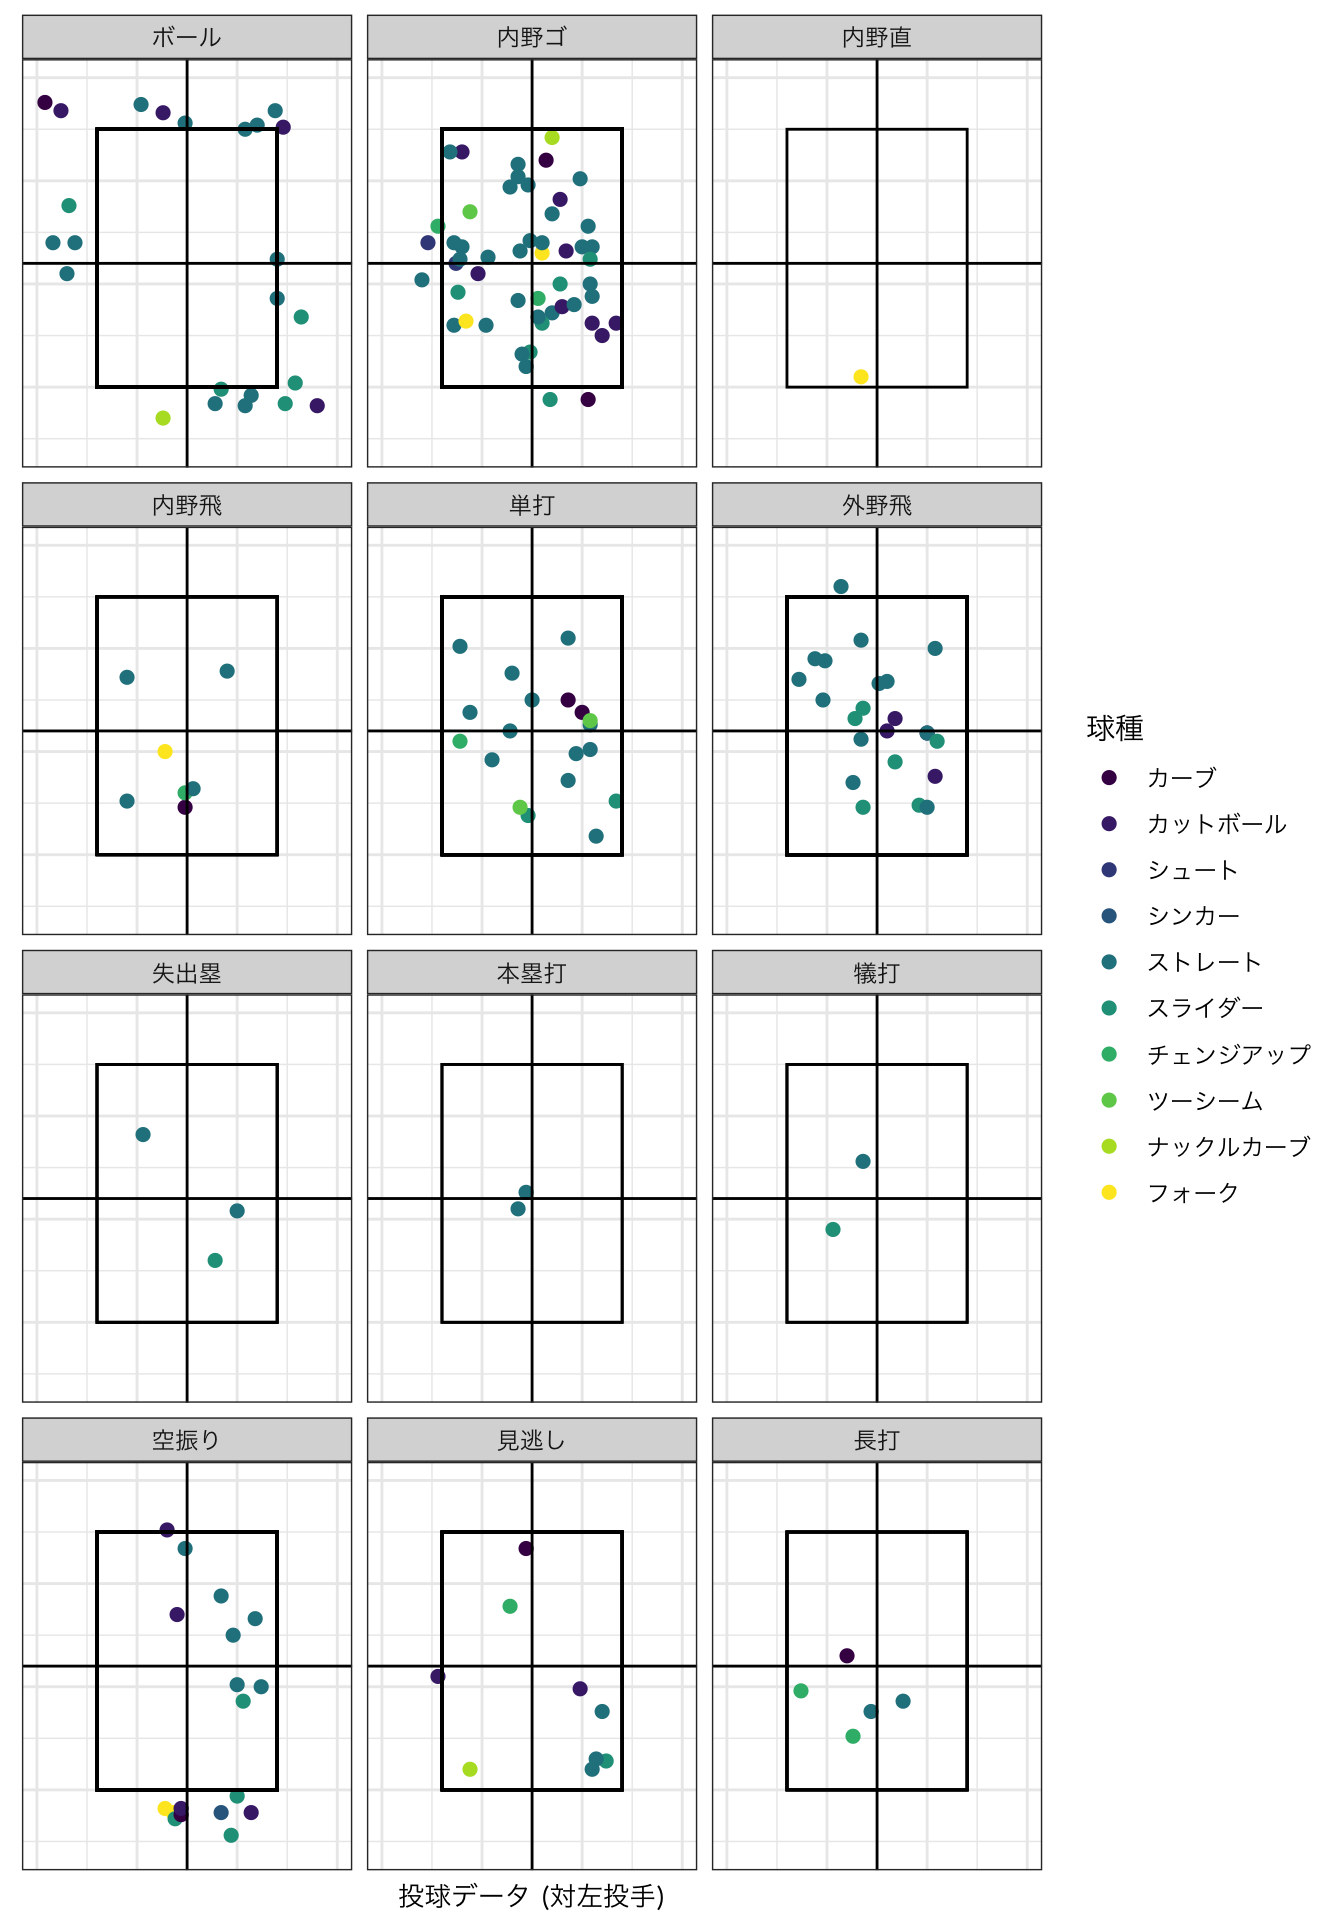 ボール
内野ゴ
内野直
内野飛
単打
外野飛
失出塁
本塁打
犠打
空振り
見逃し
長打
投球データ (対左投手)
球種
カーブ
カットボール
シュート
シンカー
ストレート
スライダー
チェンジアップ
ツーシーム
ナックルカーブ
フォーク